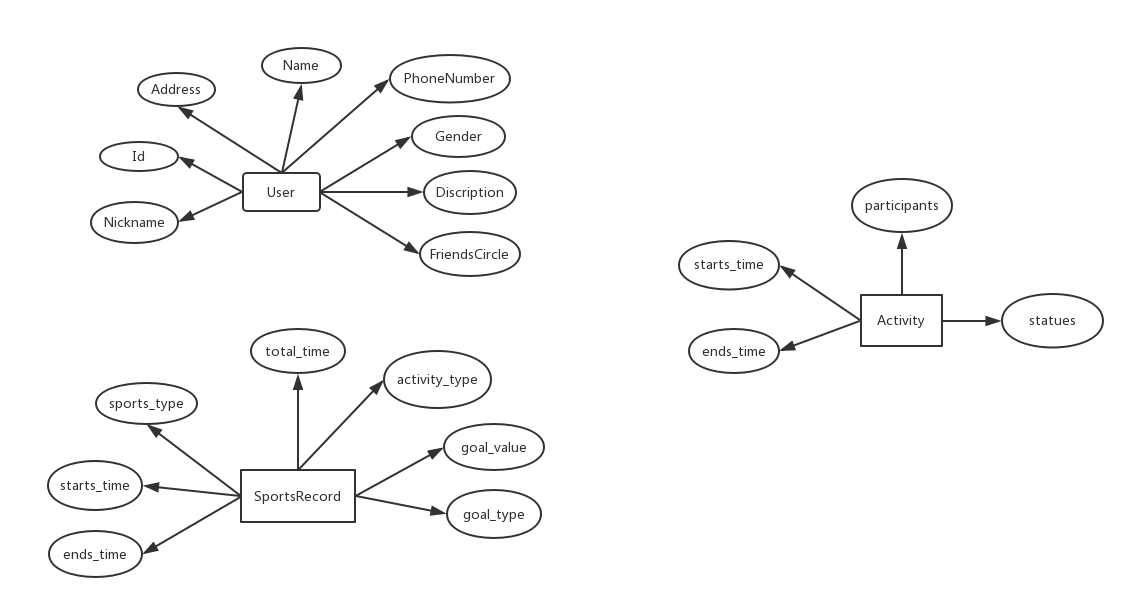 Name
PhoneNumber
Address
Gender
Id
User
Discription
Nickname
FriendsCircle
participants
starts_time
Activity
statues
ends_time
total_time
activity_type
sports_type
goal_value
starts_time
SportsRecord
goal_type
ends_time